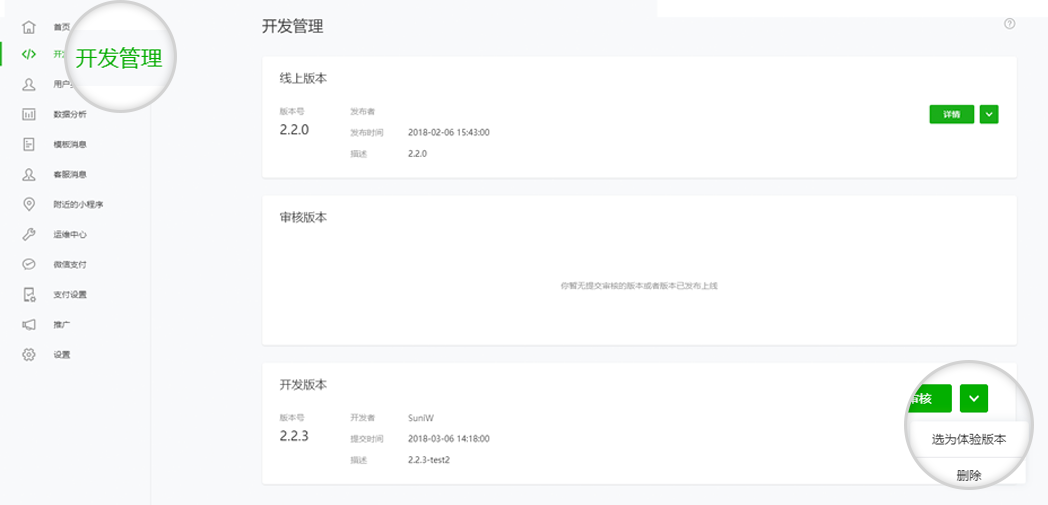 首页
开发管理
用户
数据分析
模板消息
客服消息
附近的小程序
运维中心
微信支付
支付设置
推广
设置
开发管理
线上版本
版本号
2.2.0
发布者
发布时间 2018-02-06 15:43:00
描述 2.2.0
详情
审核版本
你暂无提交审核的版本或者版本已发布上线
开发版本
版本号
2.2.3
开发者 SuniW
提交时间 2018-03-06 14:18:00
描述 2.2.3-test2
审核
选为体验版本
删除